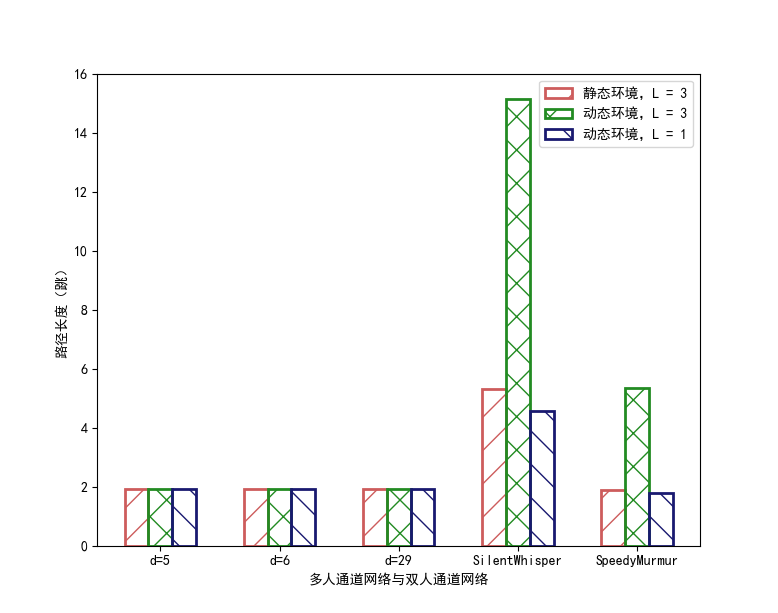 静态环境，L = 3
动态环境，L = 3
动态环境，L = 1
16
14
12
10
8
6
4
2
0
路径长度（跳）
d=5 d=6 d=29 SilentWhisper SpeedyMurmur
多人通道网络与双人通道网络